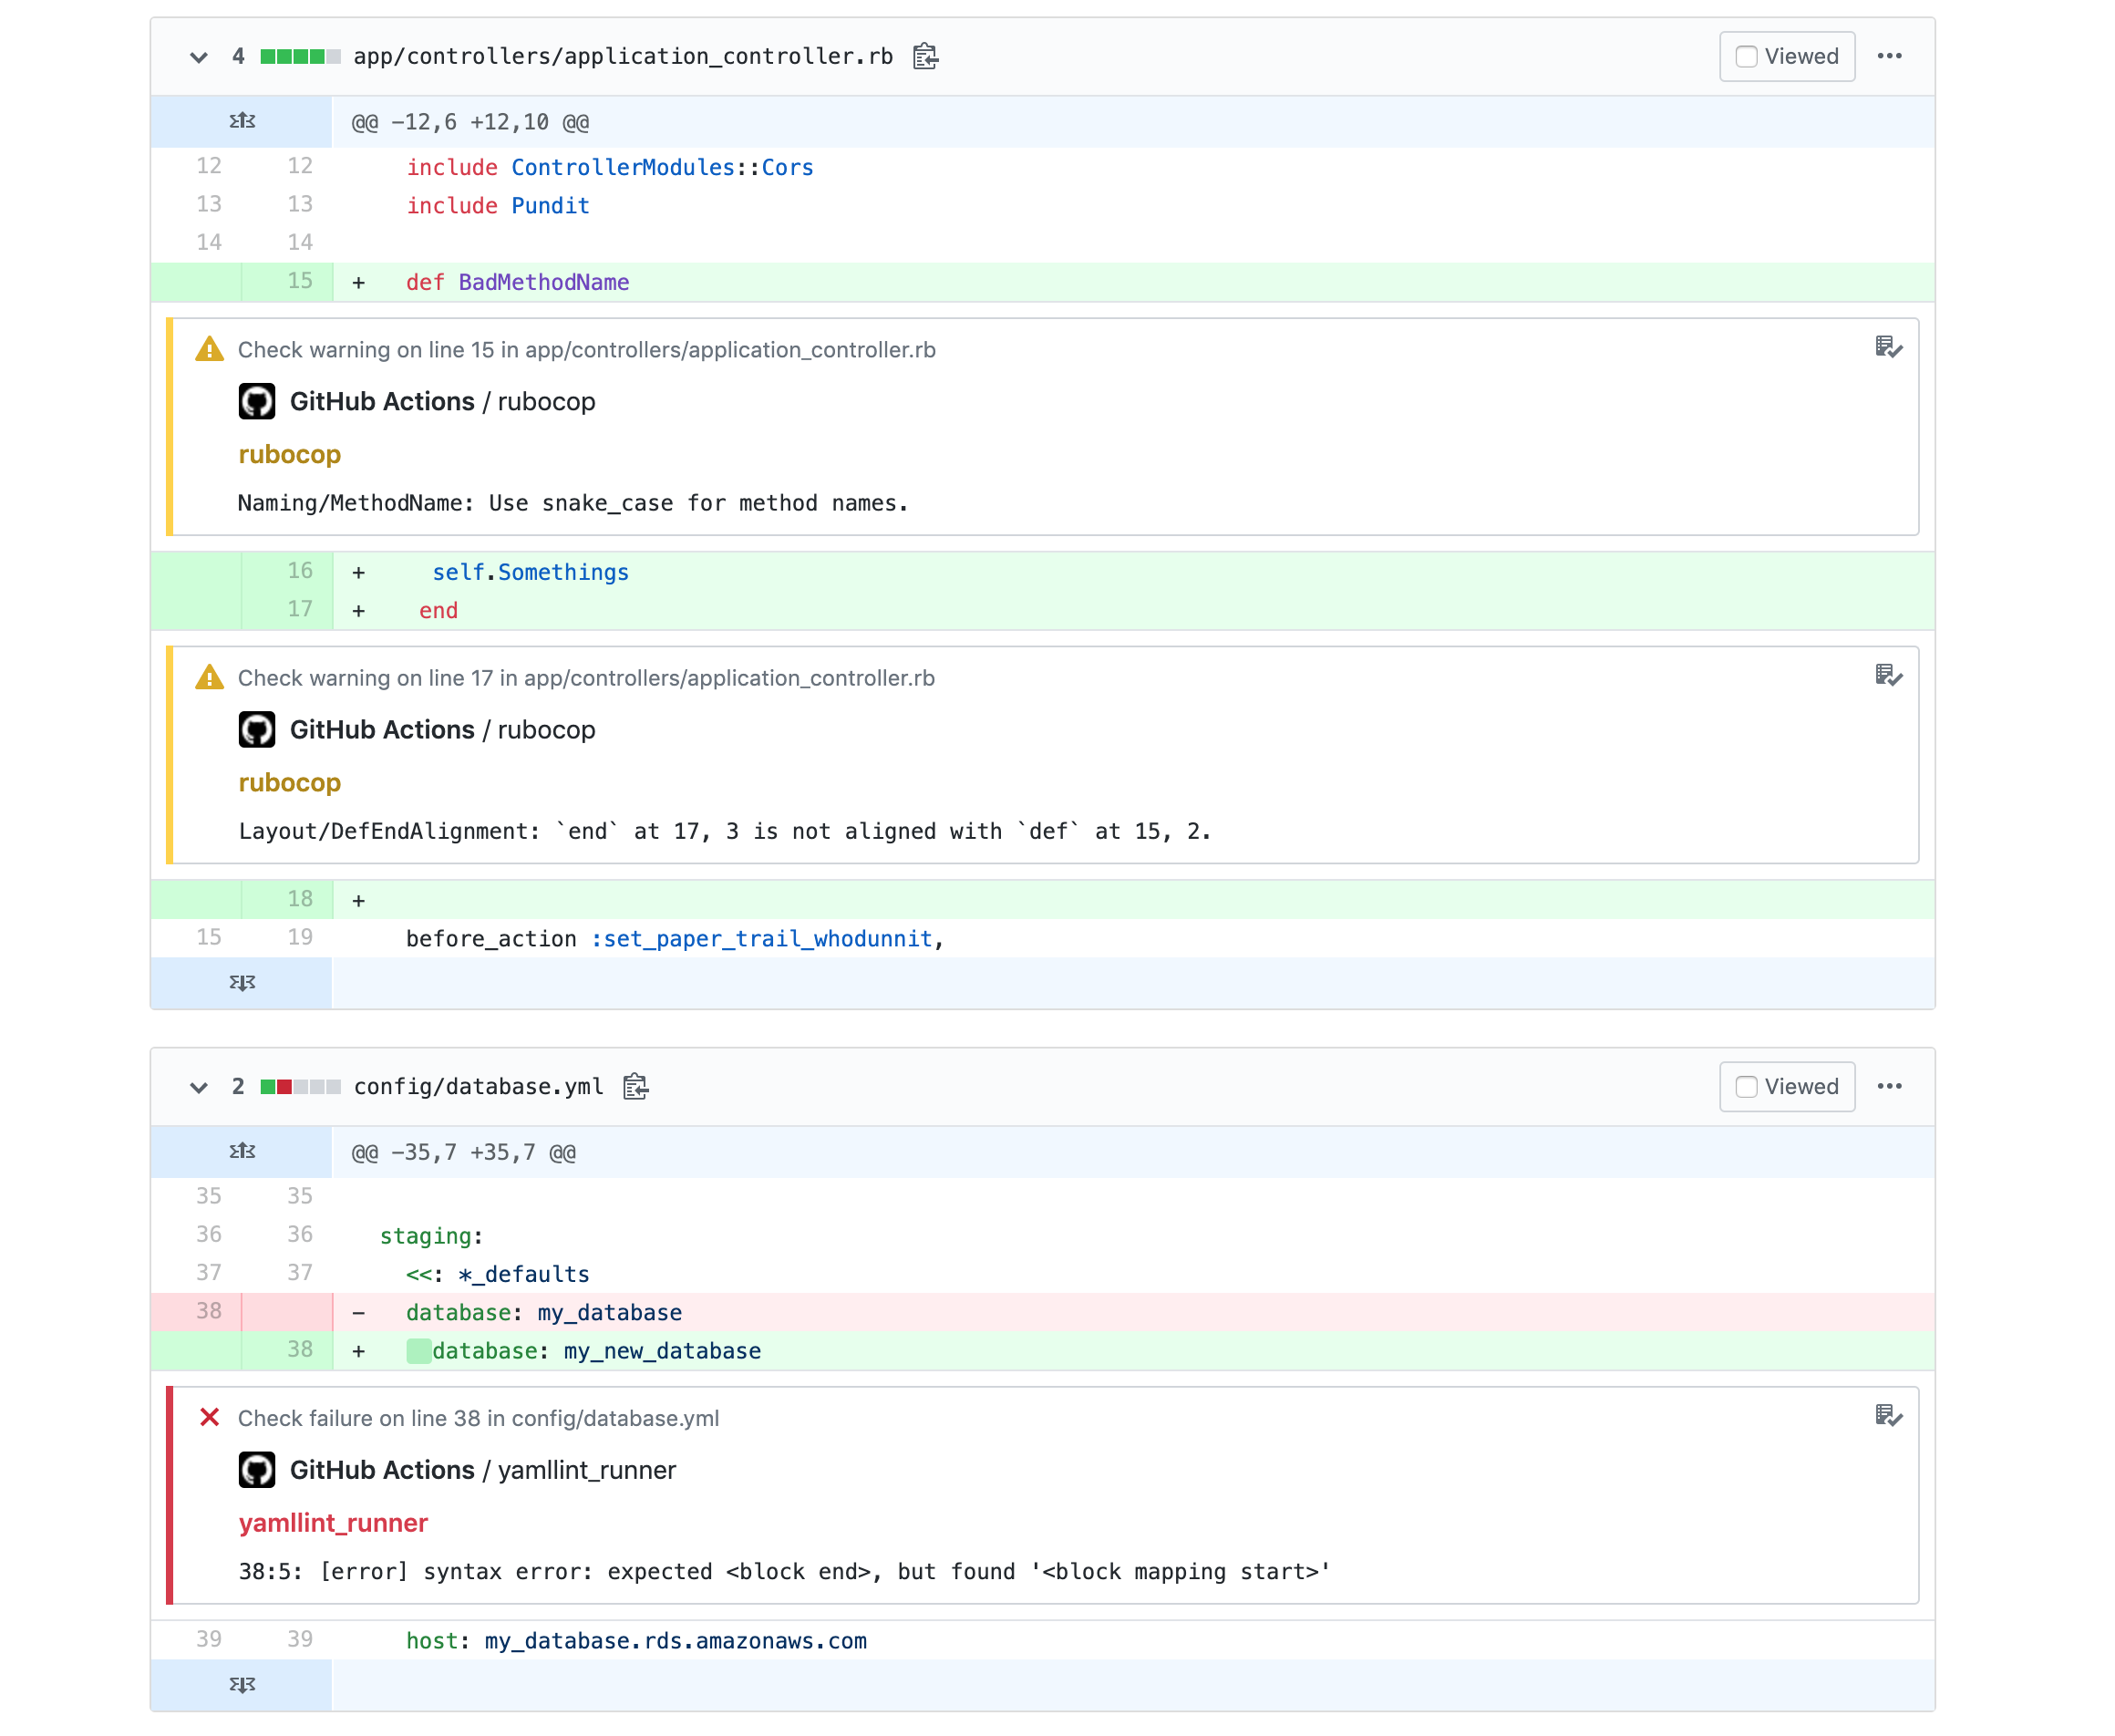 4 app/controllers/application_controller.rb Viewed ...
@@ -12,6 +12,10 @@
12 12 include ControllerModules::Cors
13 13 include Pundit
14 14
15 + def BadMethodName
Check warning on line 15 in app/controllers/application_controller.rb
GitHub Actions / rubocop
rubocop
Naming/MethodName: Use snake_case for method names.
16 + self.Somethings
17 + end
Check warning on line 17 in app/controllers/application_controller.rb
GitHub Actions / rubocop
rubocop
Layout/DefEndAlignment: `end` at 17, 3 is not aligned with `def` at 15, 2.
18 +
15 19 before_action :set_paper_trail_whodunnit,
2 config/database.yml Viewed ...
@@ -35,7 +35,7 @@
35 35
36 36 staging:
37 37 <<: *_defaults
38 - database: my_database
38 + database: my_new_database
Check failure on line 38 in config/database.yml
GitHub Actions / yamllint_runner
yamllint_runner
38:5: [error] syntax error: expected <block end>, but found '<block mapping start>'
39 39 host: my_database.rds.amazonaws.com